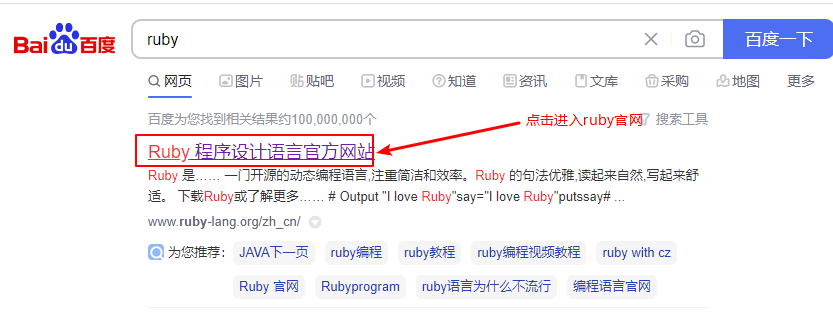 Bai du 百度 ruby 百度一下
网页 图片 贴吧 视频 知道 资讯 文库 采购 地图 更多
百度为您找到相关结果约100,000,000个 点击进入ruby官网 搜索工具
Ruby 程序设计语言官方网站
Ruby 是…… 一门开源的动态编程语言,注重简洁和效率。Ruby 的句法优雅,读起来自然,写起来舒
适。 下载Ruby或了解更多…… # Output "I love Ruby"say="I love Ruby"putssay# ...
www.ruby-lang.org/zh_cn/
为您推荐: JAVA下一页 ruby编程 ruby教程 ruby编程视频教程 ruby with cz
Ruby 官网 Rubyprogram ruby语言为什么不流行 编程语言官网